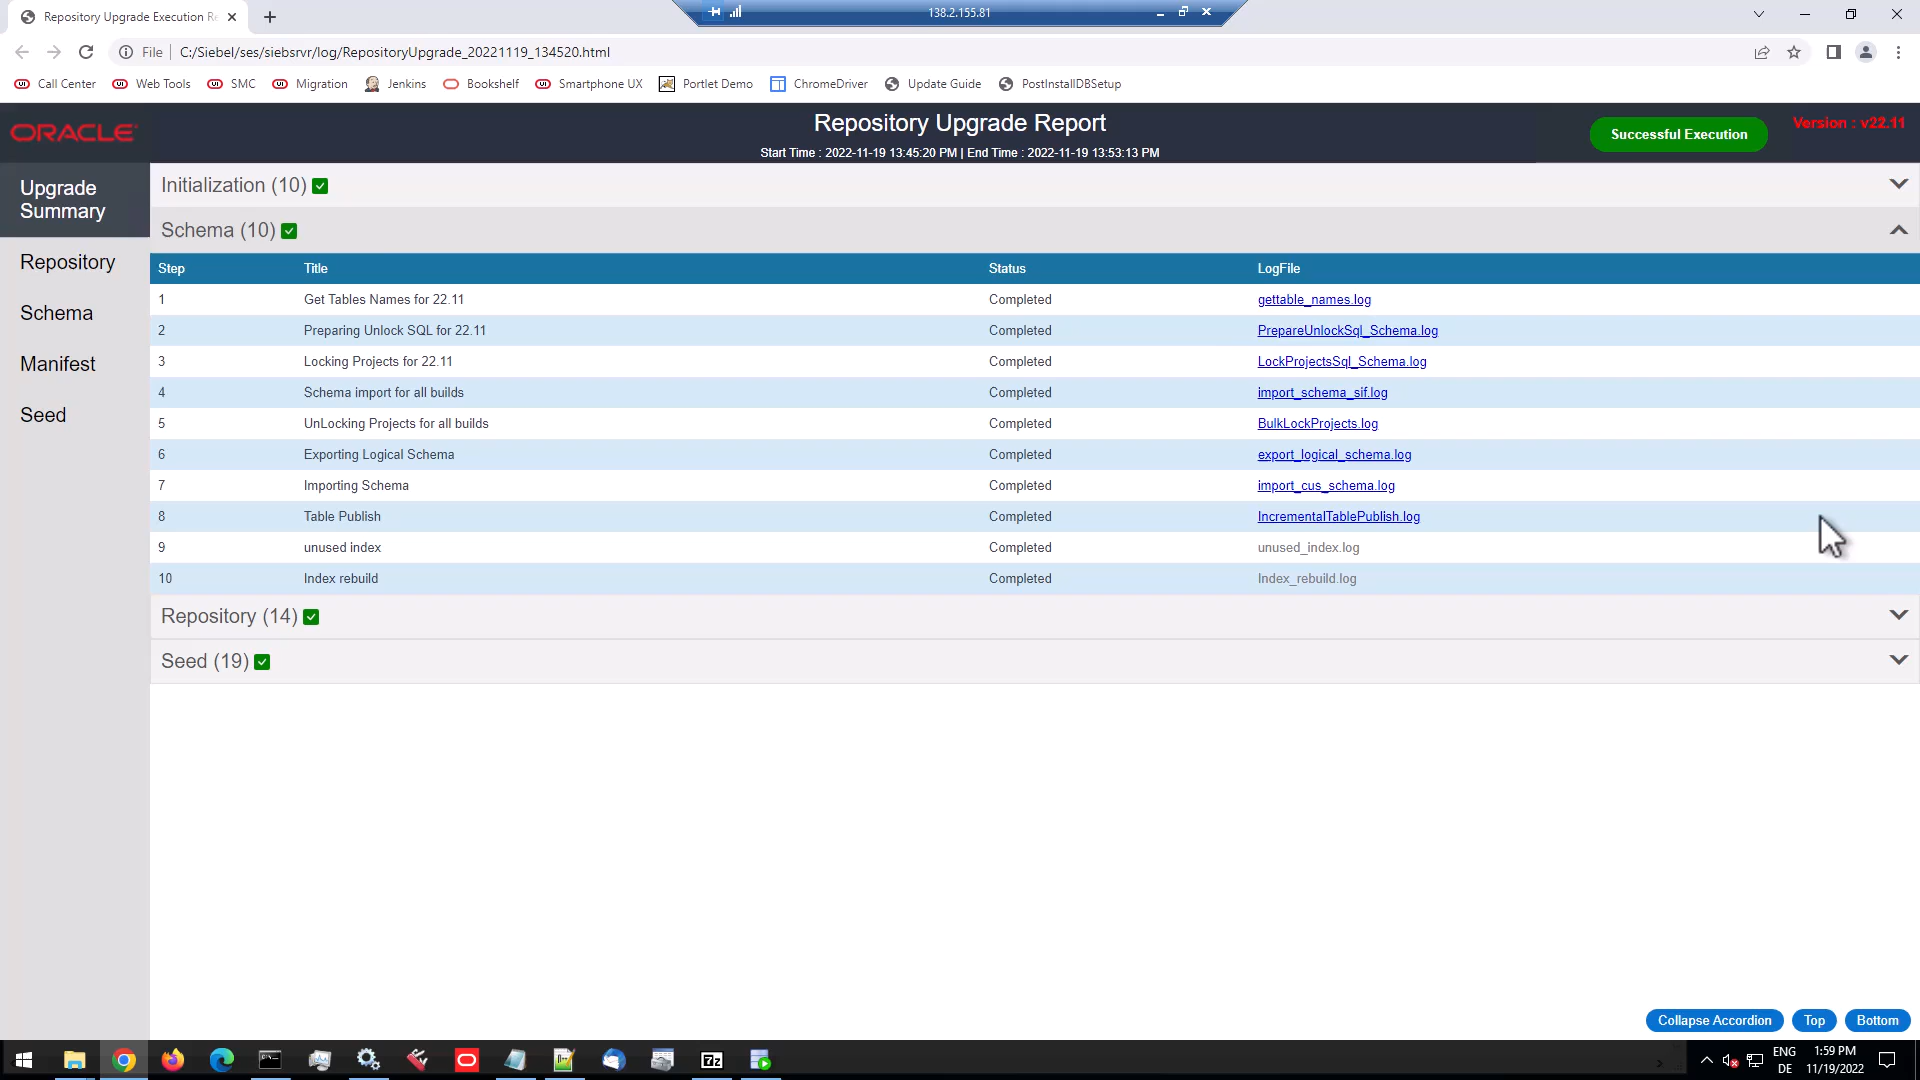 Repository Upgrade Execution Re
138.2.155.81
File
C:/Siebel/ses/siebsrvr/log/RepositoryUpgrade_20221119_134520.html
Call Center
Web Tools
SMC
Migration
Jenkins
Bookshelf
Smartphone UX
Portlet Demo
ChromeDriver
Update Guide
PostInstallDBSetup
ORACLE
Repository Upgrade Report
Start Time : 2022-11-19 13:45:20 PM | End Time : 2022-11-19 13:53:13 PM
Successful Execution
Version : v22.11
Upgrade
Summary
Repository
Schema
Manifest
Seed
Initialization (10)
Schema (10)
Step Title Status LogFile
1 Get Tables Names for 22.11 Completed gettable_names.log
2 Preparing Unlock SQL for 22.11 Completed PrepareUnlockSql_Schema.log
3 Locking Projects for 22.11 Completed LockProjectsSql_Schema.log
4 Schema import for all builds Completed import_schema_sif.log
5 UnLocking Projects for all builds Completed BulkLockProjects.log
6 Exporting Logical Schema Completed export_logical_schema.log
7 Importing Schema Completed import_cus_schema.log
8 Table Publish Completed IncrementalTablePublish.log
9 unused index Completed unused_index.log
10 Index rebuild Completed Index_rebuild.log
Repository (14)
Seed (19)
Collapse Accordion
Top
Bottom
7z
ENG
DE
1:59 PM
11/19/2022